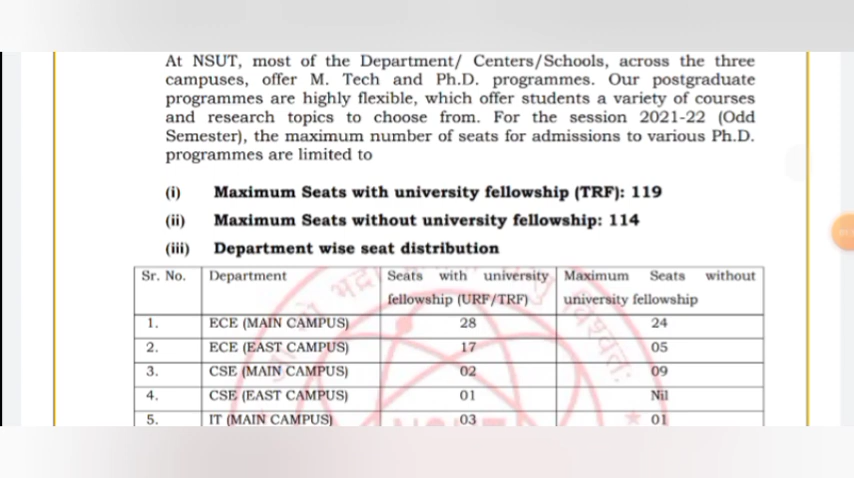 At NSUT, most of the Department/ Centers/Schools, across the three
campuses, offer M. Tech and Ph.D. programmes. Our postgraduate
programmes are highly flexible, which offer students a variety of courses
and research topics to choose from. For the session 2021-22 (Odd
Semester), the maximum number of seats for admissions to various Ph.D.
programmes are limited to
(i) Maximum Seats with university fellowship (TRF): 119
(ii) Maximum Seats without university fellowship: 114
(iii) Department wise seat distribution
Sr. No. Department Seats with university fellowship (URF/TRF) Maximum Seats without university fellowship
1. ECE (MAIN CAMPUS) 28 24
2. ECE (EAST CAMPUS) 17 05
3. CSE (MAIN CAMPUS) 02 09
4. CSE (EAST CAMPUS) 01 Nil
5. IT (MAIN CAMPUS) 03 01